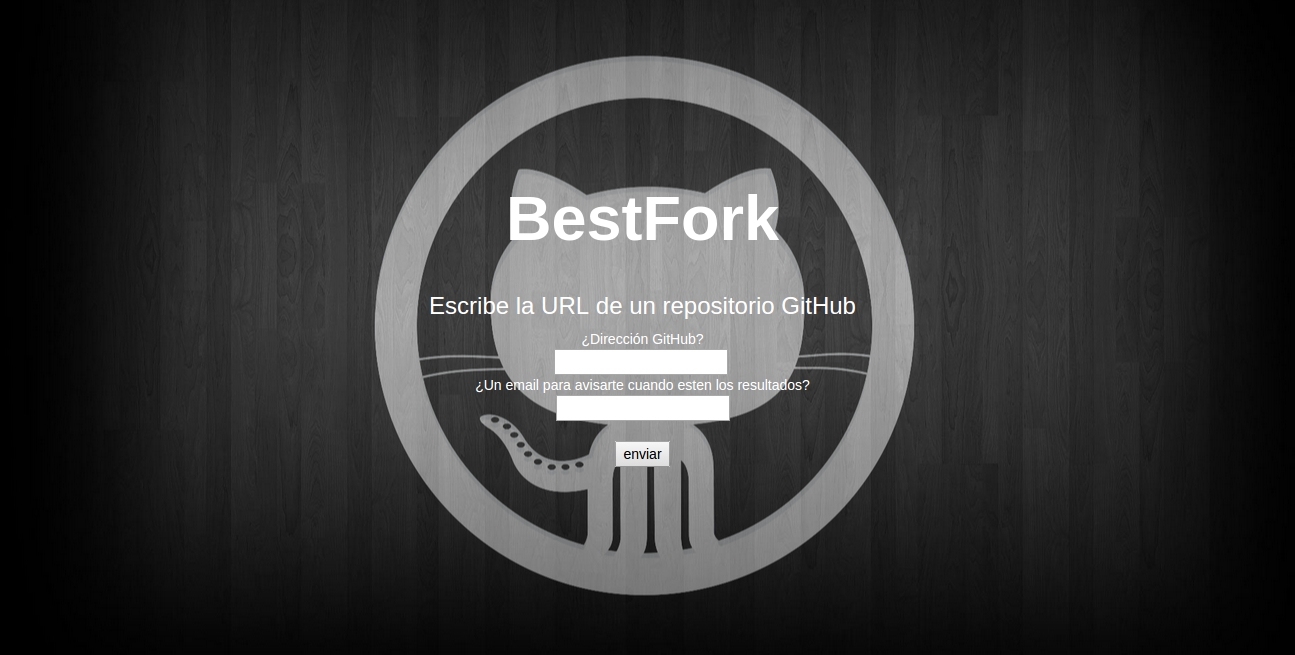 BestFork
Escribe la URL de un repositorio GitHub
¿Dirección GitHub?
¿Un email para avisarte cuando esten los resultados?
enviar